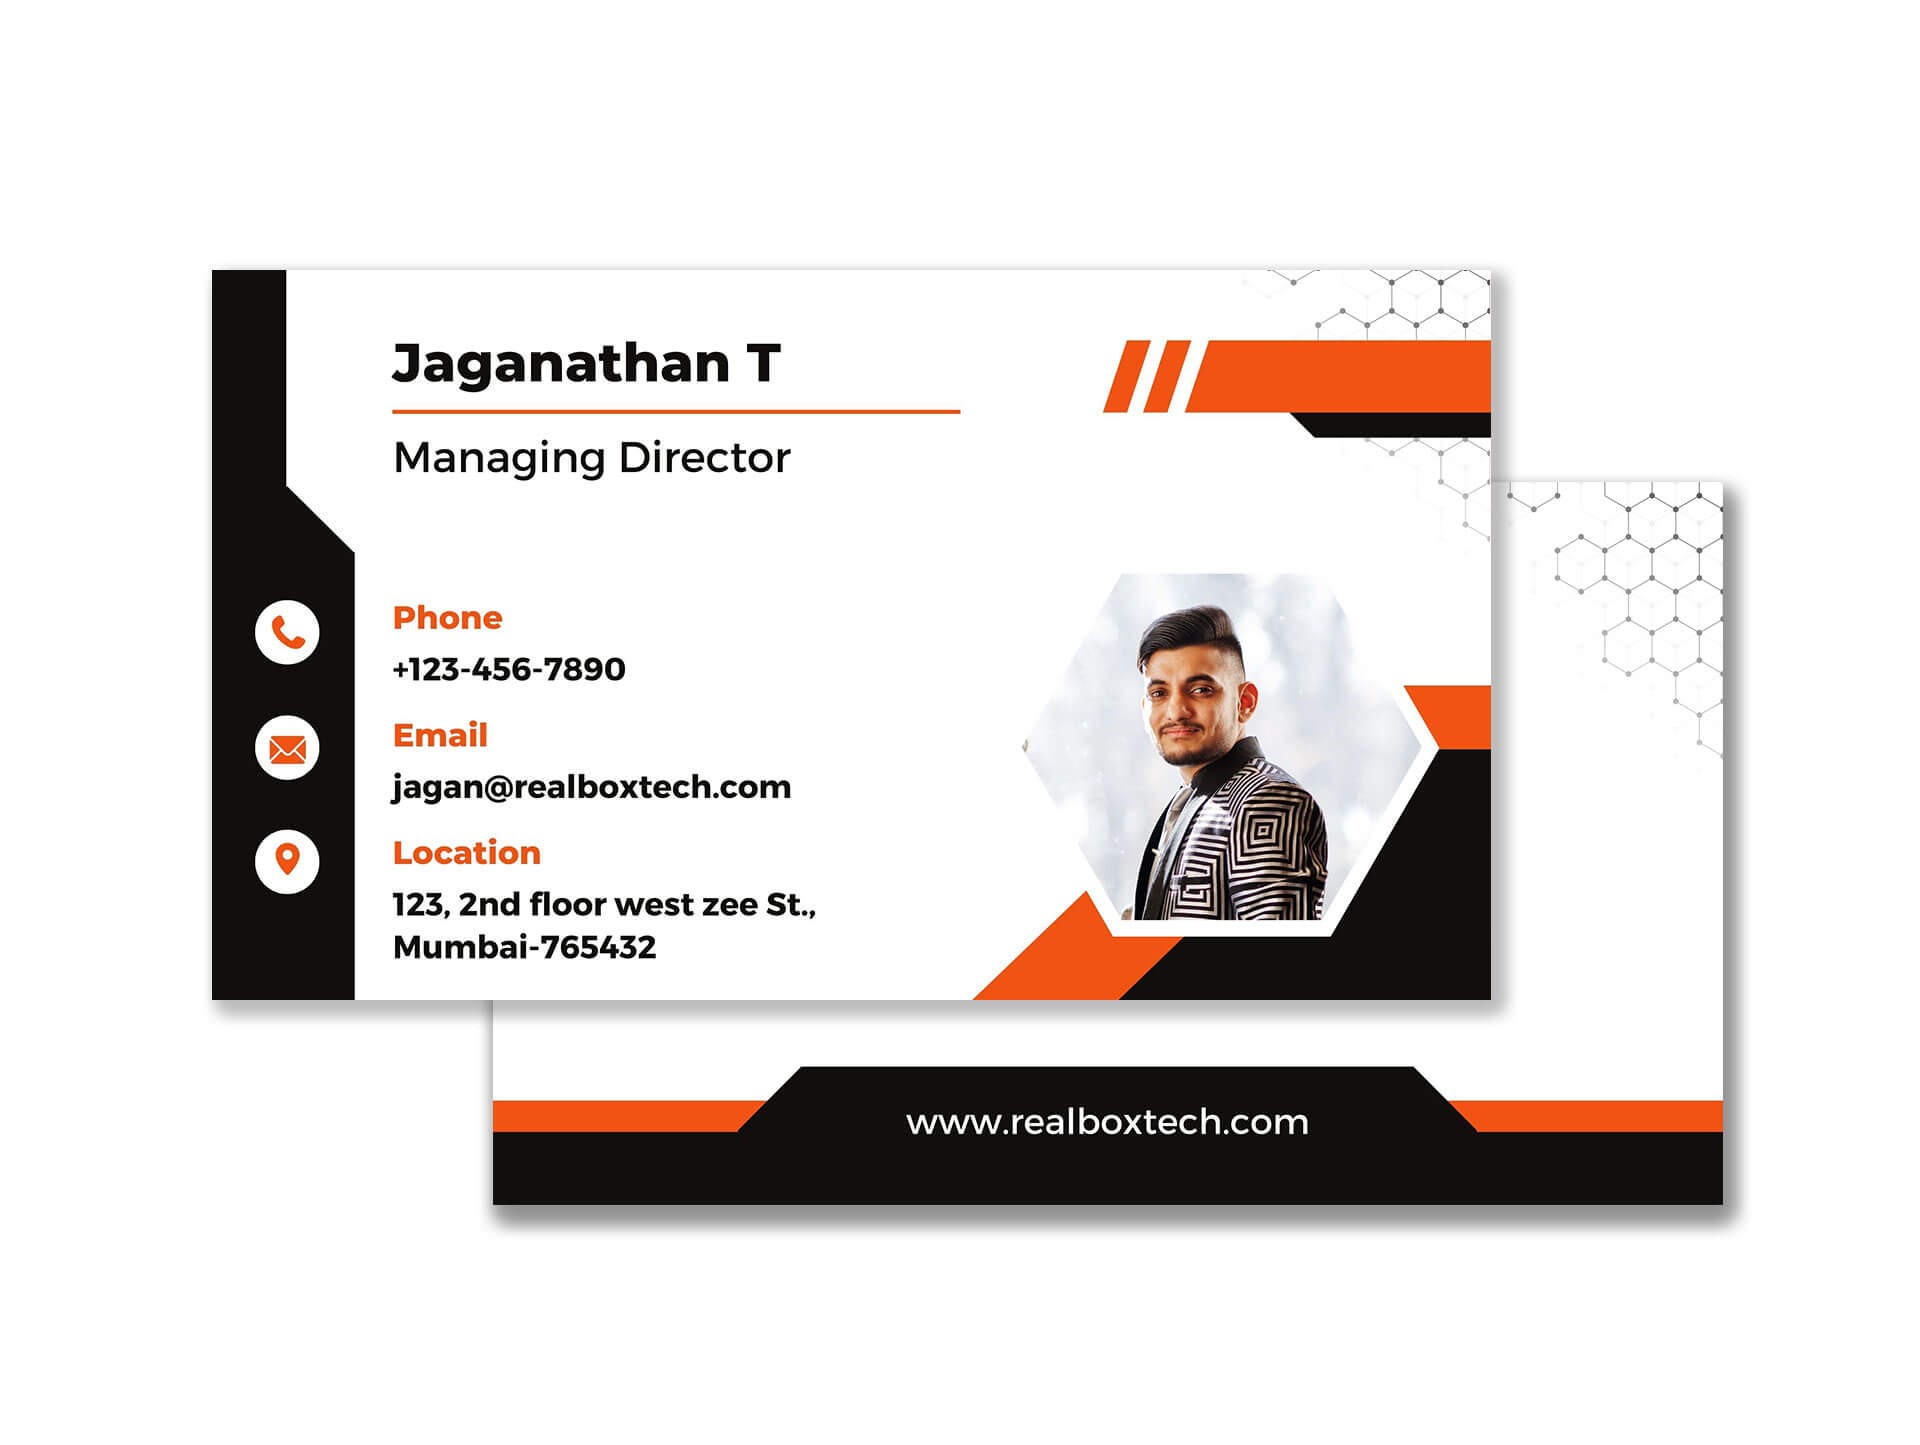 Jaganathan T
Managing Director
Phone
+123-456-7890
Email
jagan@realboxtech.com
Location
123, 2nd floor west zee St.,
Mumbai-765432
www.realboxtech.com